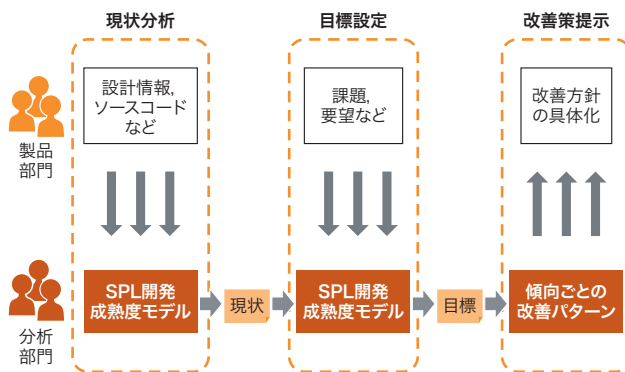 現状分析
目標設定
改善策提示
製品
部門
設計情報,
ソースコード
など
課題,
要望など
改善方針
の具体化
分析
部門
SPL開発
成熟度モデル
現状
SPL開発
成熟度モデル
目標
傾向ごとの
改善パターン